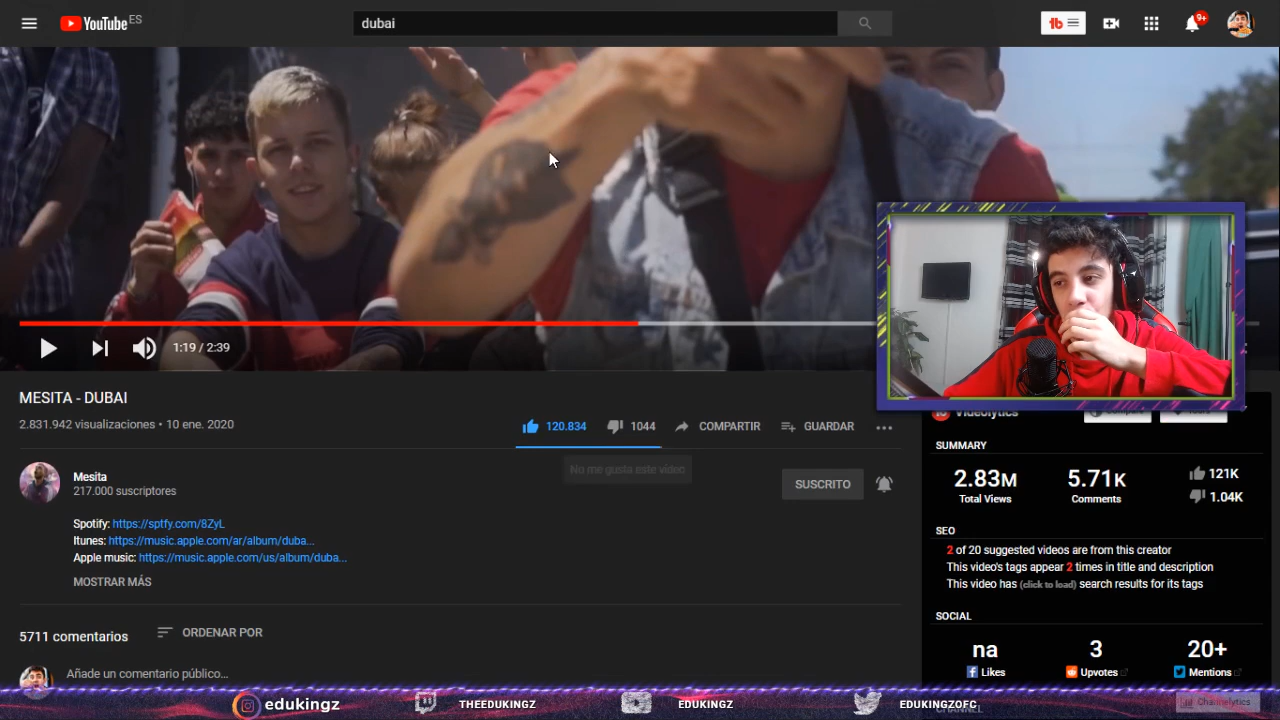 YouTube ES
dubai
9+
1:19 / 2:39
MESITA - DUBAI
2.831.942 visualizaciones • 10 ene. 2020
120.834
1044
COMPARTIR
GUARDAR
No me gusta este vídeo
Mesita
217.000 suscriptores
SUSCRITO
Spotify: https://sptfy.com/8ZyL
Itunes: https://music.apple.com/ar/album/duba...
Apple music: https://music.apple.com/us/album/duba...
MOSTRAR MÁS
5711 comentarios
ORDENAR POR
Añade un comentario público...
Videolytics
SUMMARY
2.83M
Total Views
5.71K
Comments
121K
1.04K
SEO
2 of 20 suggested videos are from this creator
This video's tags appear 2 times in title and description
This video has (click to load) search results for its tags
SOCIAL
na
Likes
3
Upvotes
20+
Mentions
CHANNEL
Channelytics
edukingz
THEEDUKINGZ
EDUKINGZ
EDUKINGZOFC